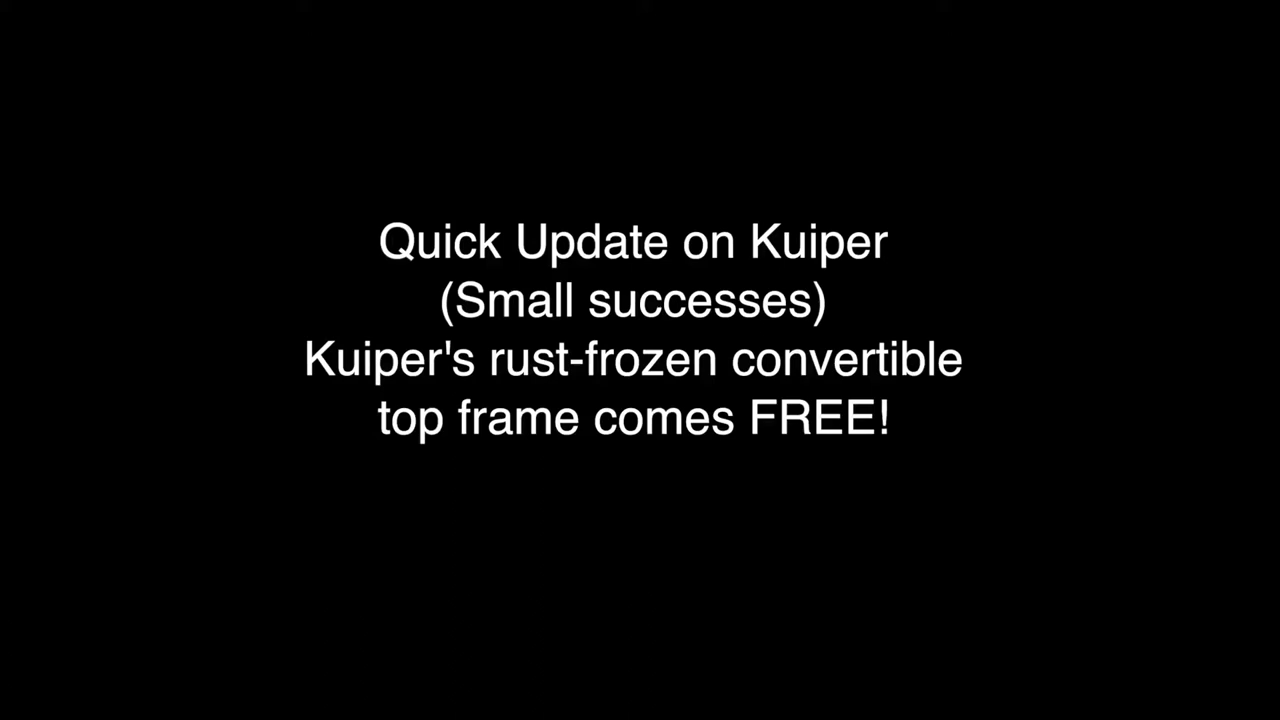 Quick Update on Kuiper
(Small successes)
Kuiper's rust-frozen convertible
top frame comes FREE!